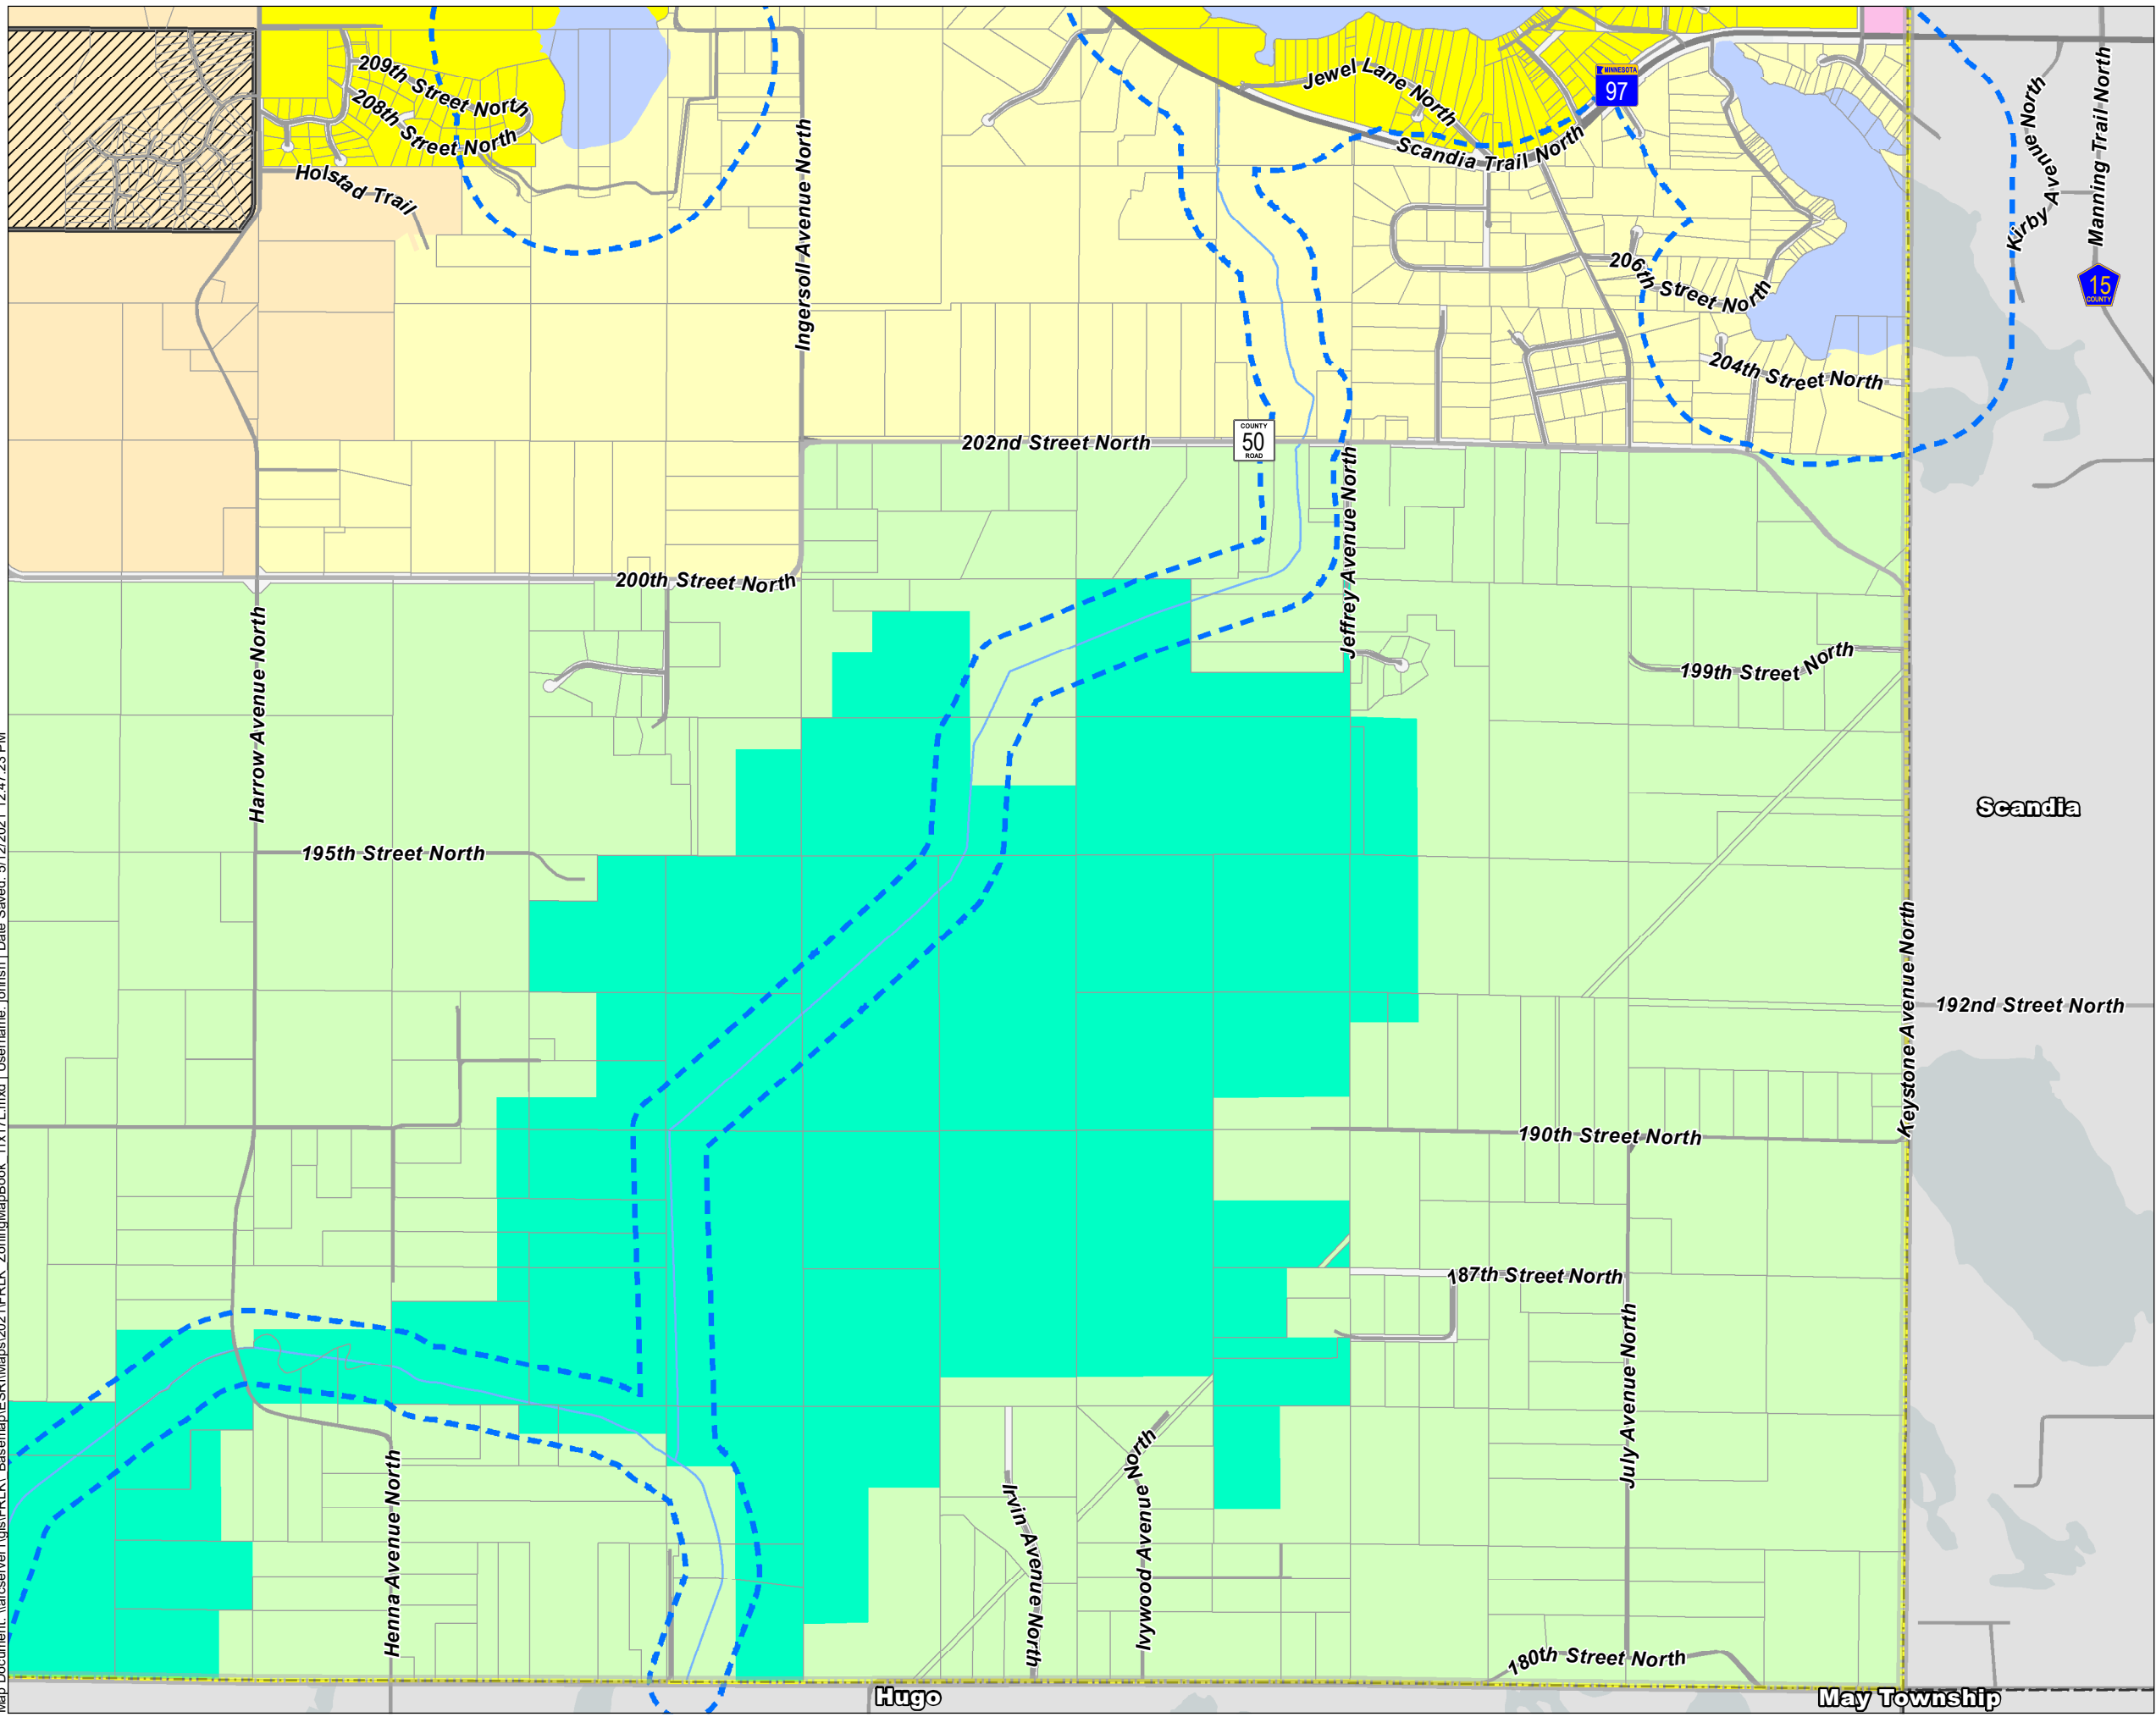 209th Street North
208th Street North
Holstad Trail
Ingersoll Avenue North
Jewel Lane North
Scandia Trail North
MINNESOTA
97
Kirby Avenue North
Manning Trail North
15
COUNTY
206th Street North
204th Street North
202nd Street North
COUNTY
50
ROAD
Jeffrey Avenue North
200th Street North
Harrow Avenue North
199th Street North
Scandia
195th Street North
Keystone Avenue North
192nd Street North
190th Street North
187th Street North
July Avenue North
Henna Avenue North
Irvin Avenue North
Ivywood Avenue North
180th Street North
Hugo
May Township